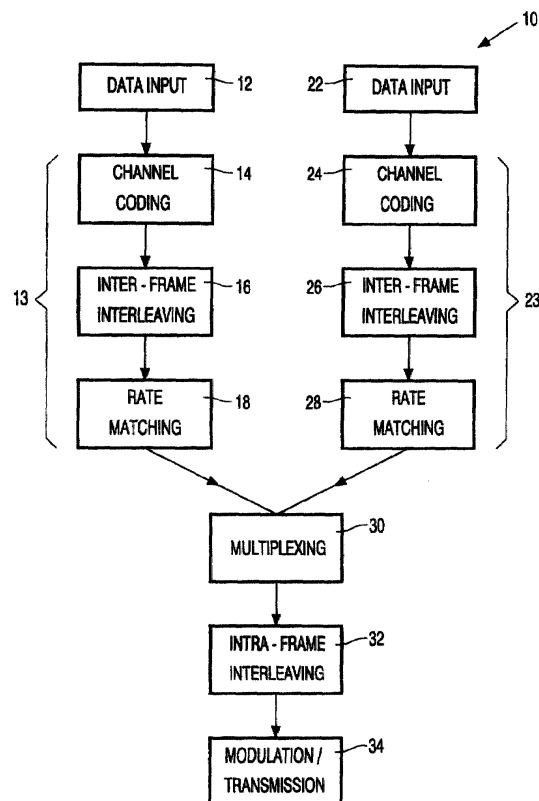 10
DATA INPUT
12
22
DATA INPUT
CHANNEL
CODING
14
24
CHANNEL
CODING
13
INTER - FRAME
INTERLEAVING
16
26
INTER - FRAME
INTERLEAVING
23
RATE
MATCHING
18
28
RATE
MATCHING
MULTIPLEXING
30
INTRA - FRAME
INTERLEAVING
32
MODULATION /
TRANSMISSION
34